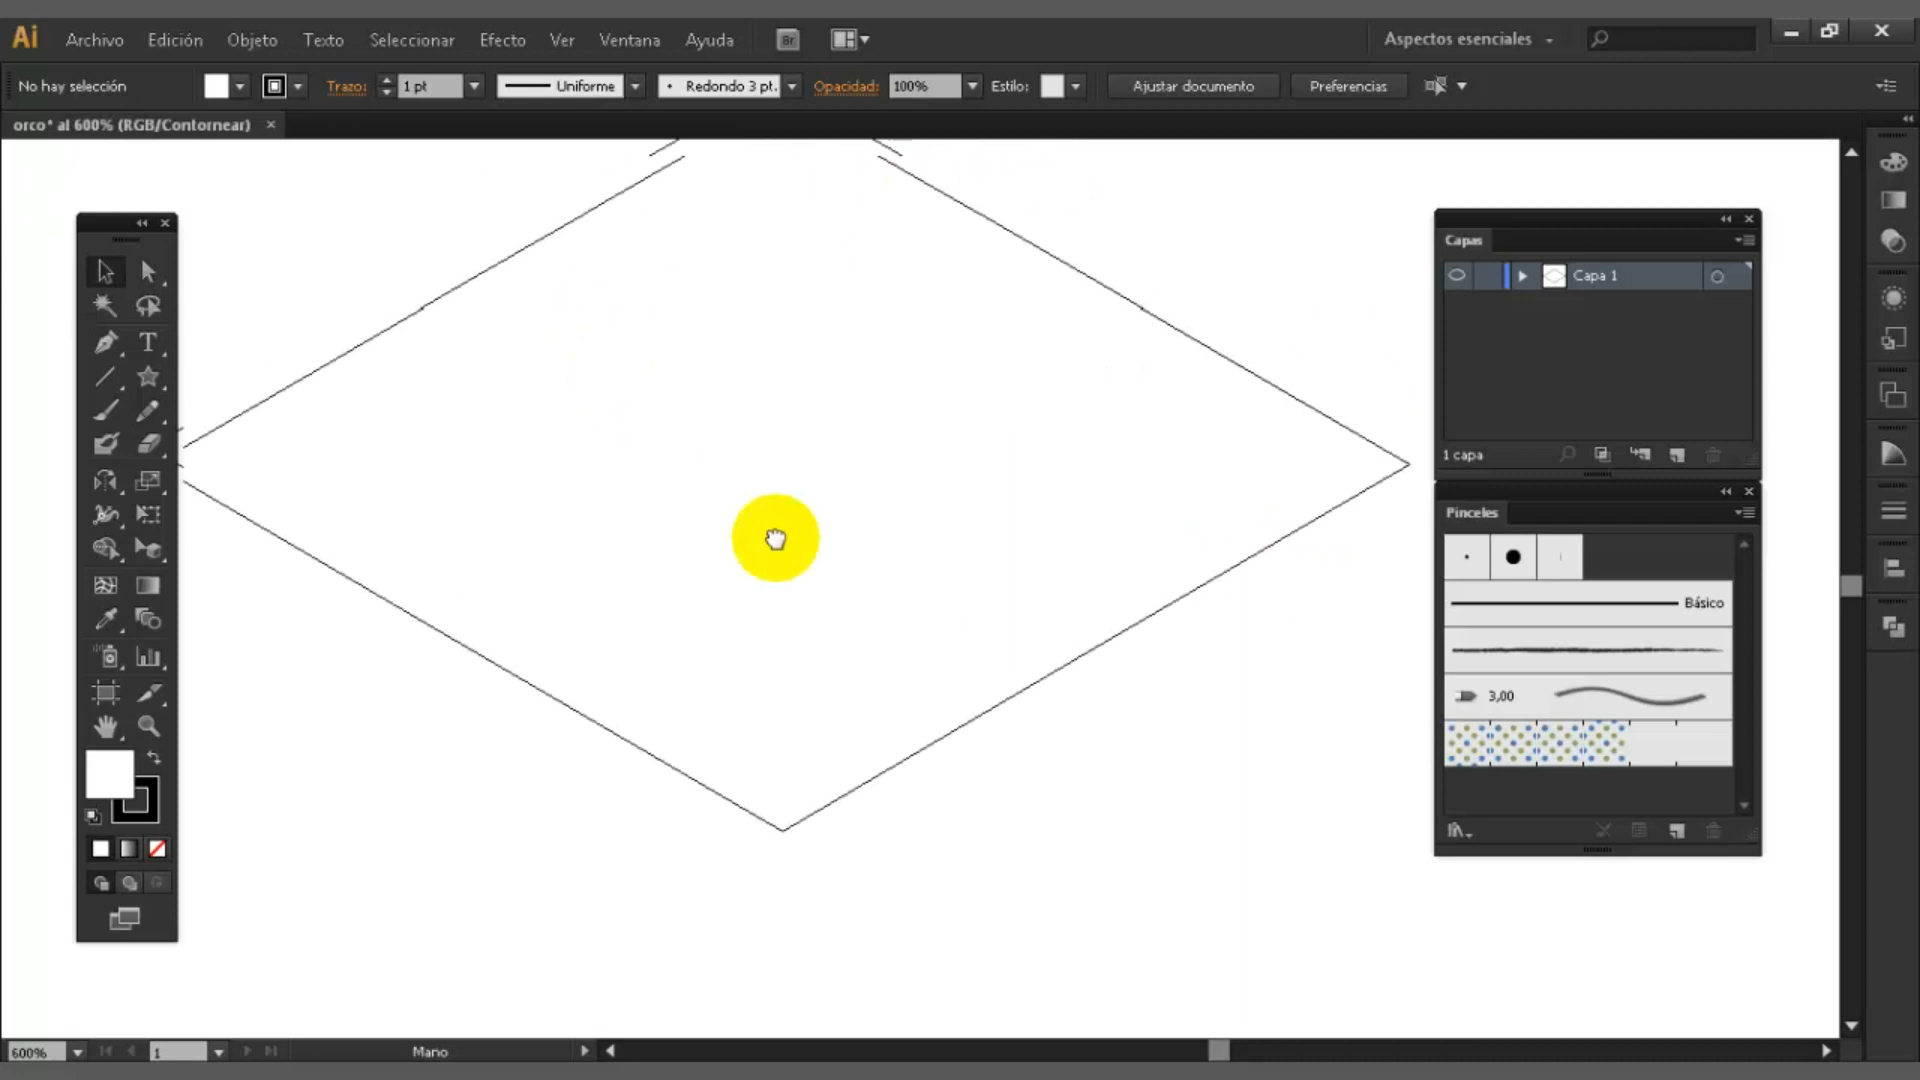 Ai Archivo Edición Objeto Texto Seleccionar Efecto Ver Ventana Ayuda Br Aspectos esenciales
No hay selección Trazo: 1 pt Uniforme Redondo 3 pt. Opacidad: 100% Estilo: Ajustar documento Preferencias
orco* al 600% (RGB/Contornear)
Capas
Capa 1
1 capa
Pinceles
Básico
3,00
600% 1 Mano